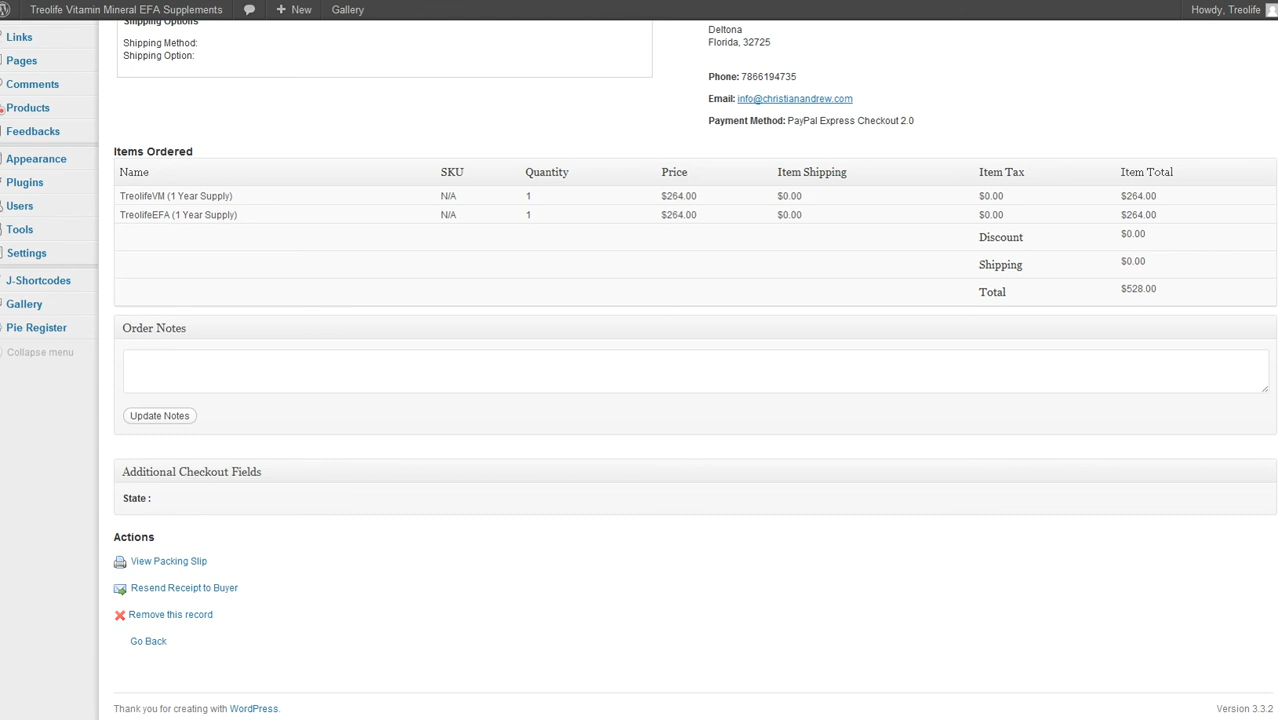 Treolife Vitamin Mineral EFA Supplements New Gallery Howdy, Treolife
Links
Pages
Comments
Products
Feedbacks
Appearance
Plugins
Users
Tools
Settings
J-Shortcodes
Gallery
Pie Register
Collapse menu
Shipping Options
Shipping Method:
Shipping Option:
Deltona
Florida, 32725
Phone: 7866194735
Email: info@christianandrew.com
Payment Method: PayPal Express Checkout 2.0
Items Ordered
Name SKU Quantity Price Item Shipping Item Tax Item Total
TreolifeVM (1 Year Supply) N/A 1 $264.00 $0.00 $0.00 $264.00
TreolifeEFA (1 Year Supply) N/A 1 $264.00 $0.00 $0.00 $264.00
Discount $0.00
Shipping $0.00
Total $528.00
Order Notes
Update Notes
Additional Checkout Fields
State :
Actions
View Packing Slip
Resend Receipt to Buyer
Remove this record
Go Back
Thank you for creating with WordPress. Version 3.3.2